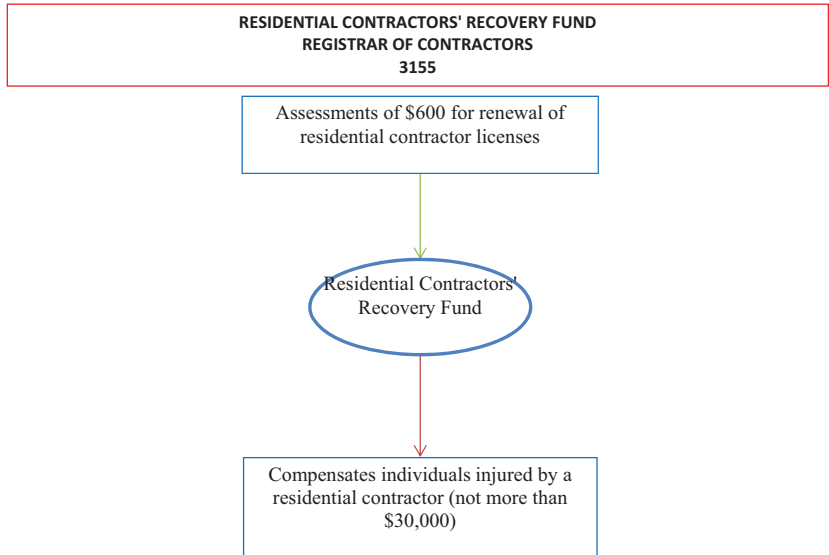 RESIDENTIAL CONTRACTORS' RECOVERY FUND
REGISTRAR OF CONTRACTORS
3155
Assessments of $600 for renewal of
residential contractor licenses
Residential Contractors'
Recovery Fund
Compensates individuals injured by a
residential contractor (not more than
$30,000)